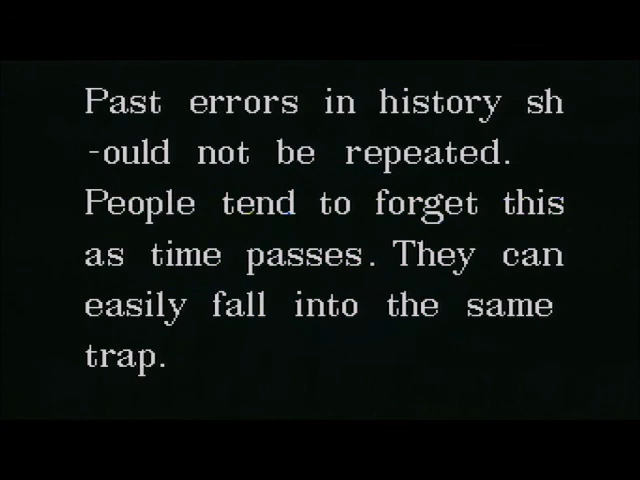 Past errors in history sh
-ould not be repeated.
People tend to forget this
as time passes. They can
easily fall into the same
trap.